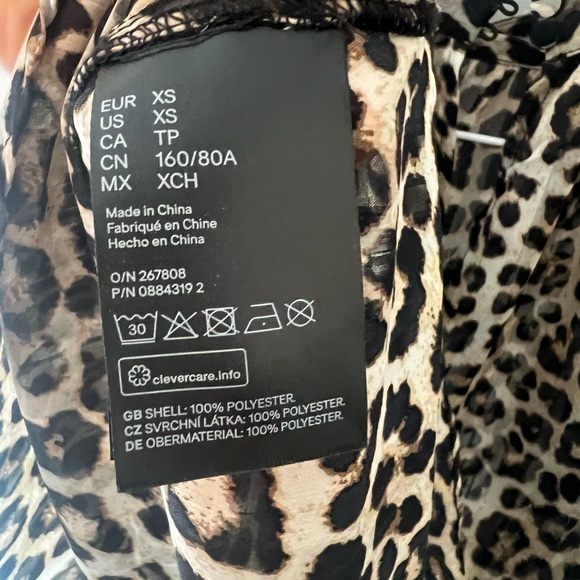 EUR XS
US XS
CA TP
CN 160/80A
MX XCH
Made in China
Fabriqué en Chine
Hecho en China
O/N 267808
P/N 0884319 2
30
clevercare.info
GB SHELL: 100% POLYESTER.
CZ SVRCHNÍ LÁTKA: 100% POLYESTER.
DE OBERMATERIAL: 100% POLYESTER.